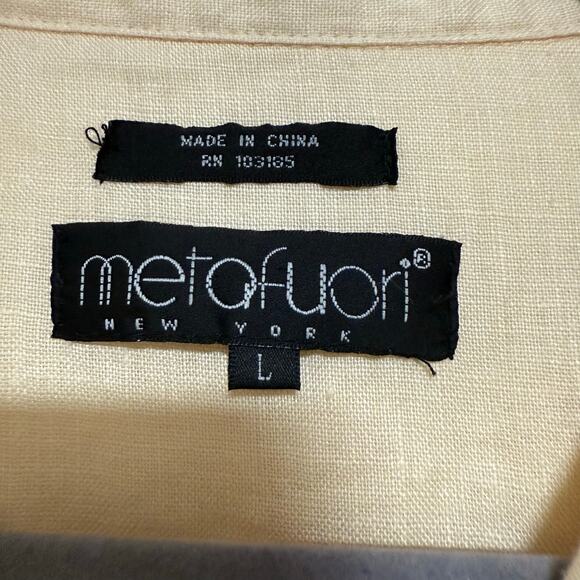 MADE IN CHINA
RN 103185
metafuori®
NEW YORK
L